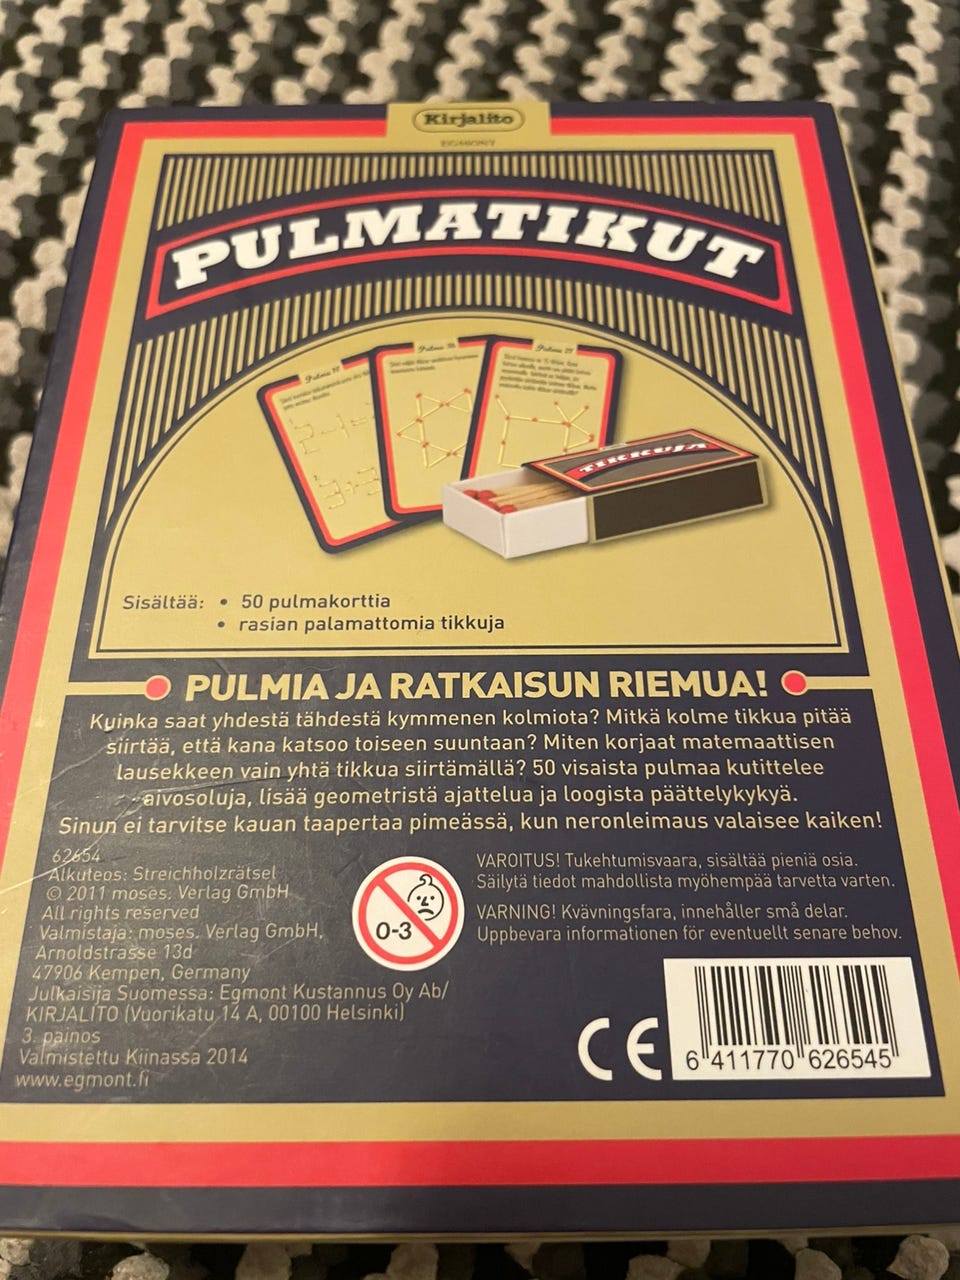 Kirjalito
EGMONT
PULMATIKUT
Pulma 11
Pulma 16
Pulma 21
TIKKUJA
Sisältää: • 50 pulmakorttia
• rasian palamattomia tikkuja
PULMIA JA RATKAISUN RIEMUA!
Kuinka saat yhdestä tähdestä kymmenen kolmiota? Mitkä kolme tikkua pitää
siirtää, että kana katsoo toiseen suuntaan? Miten korjaat matemaattisen
lausekkeen vain yhtä tikkua siirtämällä? 50 visaista pulmaa kutittelee
aivosoluja, lisää geometristä ajattelua ja loogista päättelykykyä.
Sinun ei tarvitse kauan taapertaa pimeässä, kun neronleimaus valaisee kaiken!
62654
Alkuteos: Streichholzrätsel
© 2011 moses. Verlag GmbH
All rights reserved
Valmistaja: moses. Verlag GmbH,
Arnoldstrasse 13d
47906 Kempen, Germany
Julkaisija Suomessa: Egmont Kustannus Oy Ab/
KIRJALITO (Vuorikatu 14 A, 00100 Helsinki)
3. painos
Valmistettu Kiinassa 2014
www.egmont.fi
0-3
VAROITUS! Tukehtumisvaara, sisältää pieniä osia.
Säilytä tiedot mahdollista myöhempää tarvetta varten.
VARNING! Kvävningsfara, innehåller små delar.
Uppbevara informationen för eventuellt senare behov.
CE
6 411770 626545